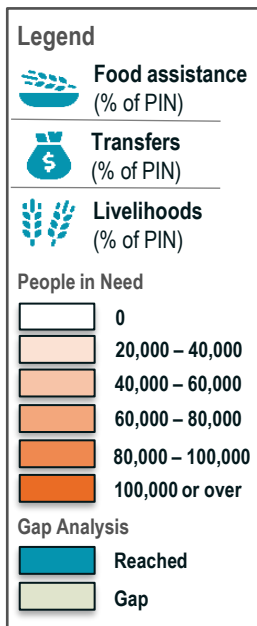 Legend
Food assistance
(% of PIN)
$
Transfers
(% of PIN)
Livelihoods
(% of PIN)
People in Need
0
20,000 – 40,000
40,000 – 60,000
60,000 – 80,000
80,000 – 100,000
100,000 or over
Gap Analysis
Reached
Gap